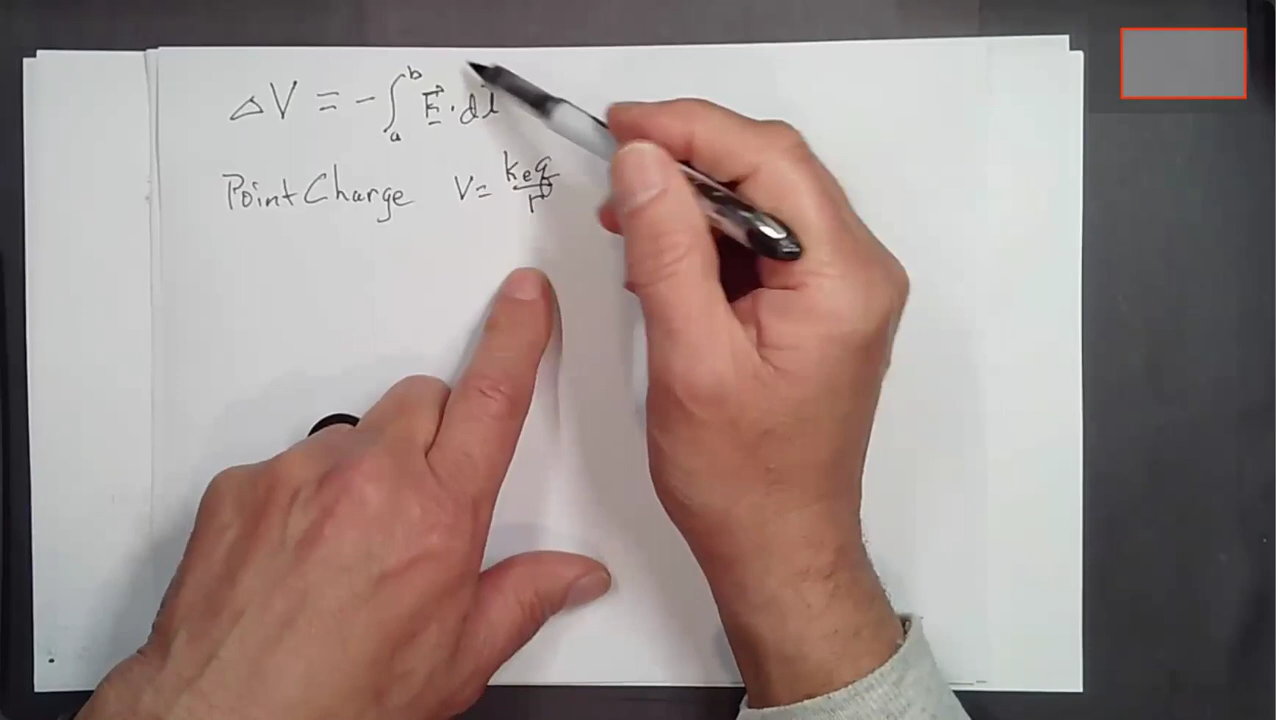 ΔV = - ∫ₐᵇ E⃗ · dl
Point Charge V = kₑq/r